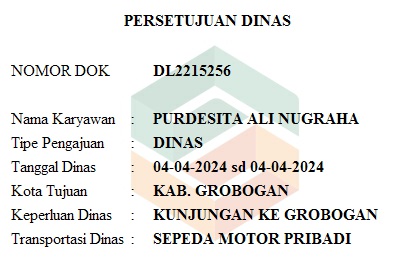 PERSETUJUAN DINAS
NOMOR DOK DL2215256
Nama Karyawan : PURDESITA ALI NUGRAHA
Tipe Pengajuan : DINAS
Tanggal Dinas : 04-04-2024 sd 04-04-2024
Kota Tujuan : KAB. GROBOGAN
Keperluan Dinas : KUNJUNGAN KE GROBOGAN
Transportasi Dinas : SEPEDA MOTOR PRIBADI